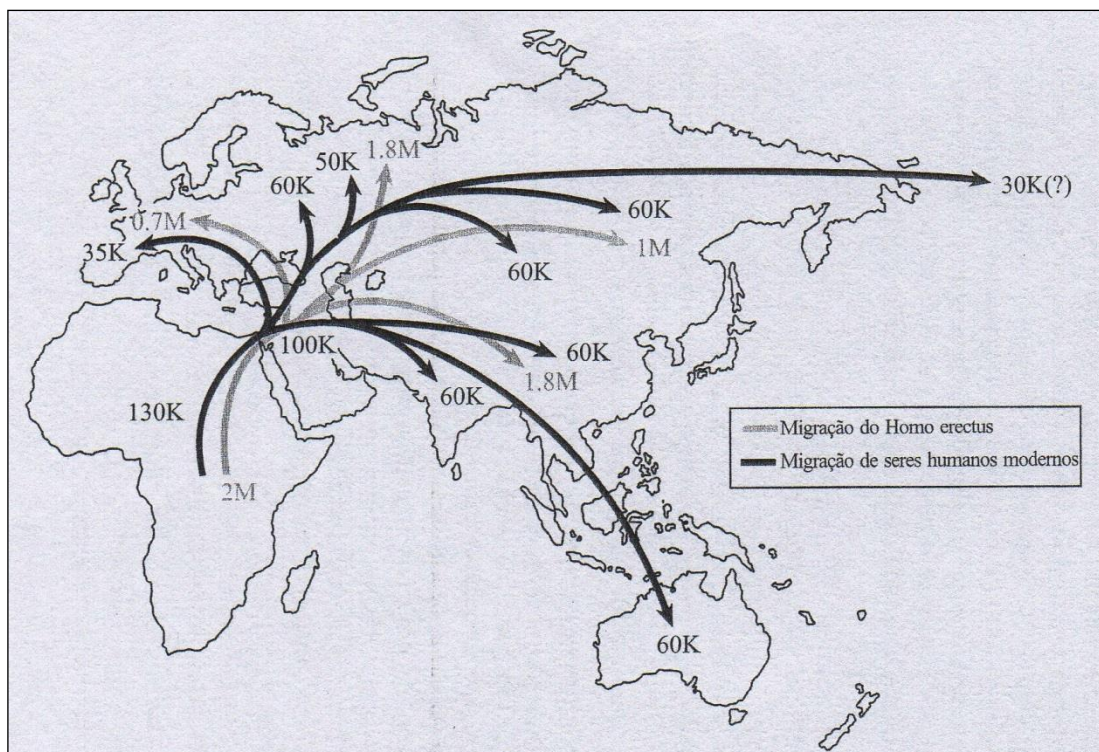 1.8M
50K
60K
30K(?)
60K
0.7M
35K
1M
60K
100K
60K
1.8M
60K
130K
2M
Migração do Homo erectus
Migração de seres humanos modernos
60K